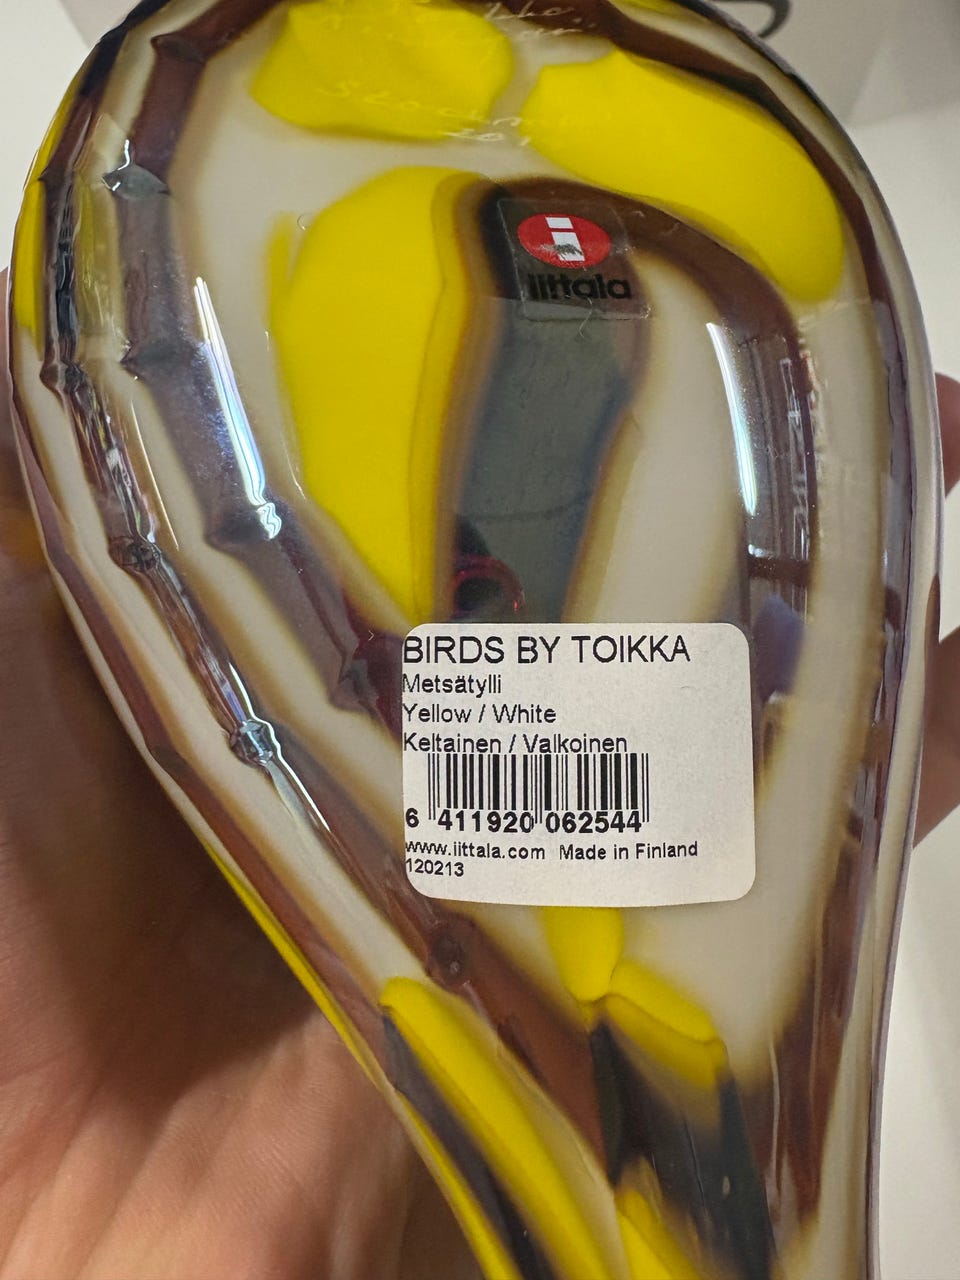 iittala
BIRDS BY TOIKKA
Metsätylli
Yellow / White
Keltainen / Valkoinen
6 411920 062544
www.iittala.com Made in Finland
120213